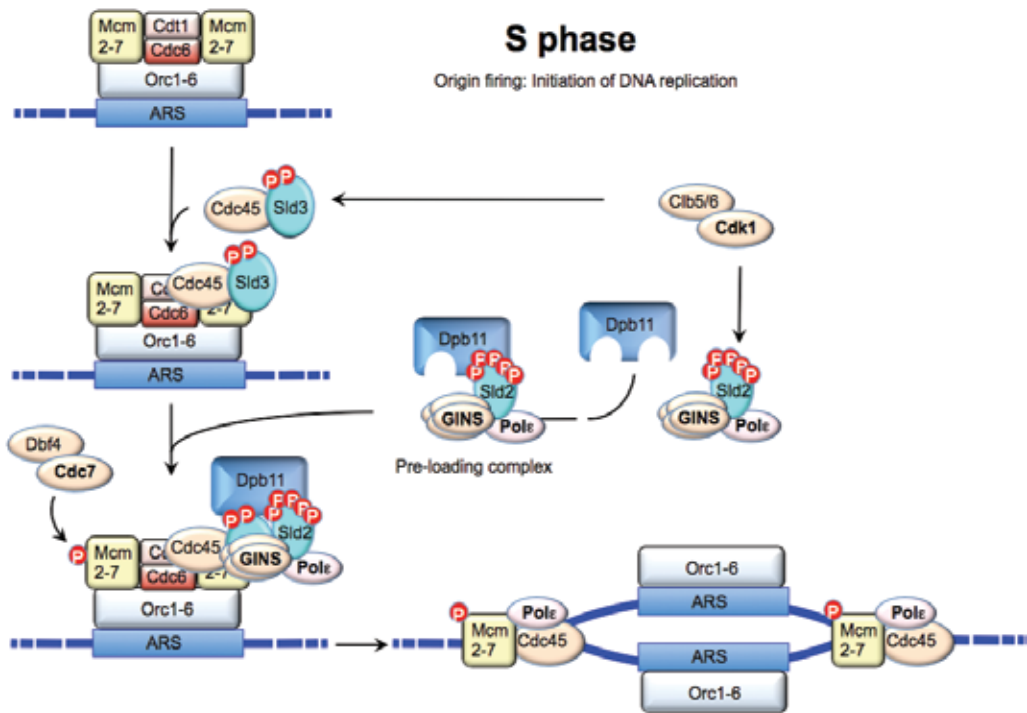 S phase
Origin firing: Initiation of DNA replication
Mcm
2-7
Cdt1
Cdc6
Mcm
2-7
Orc1-6
ARS
P
P
Cdc45
Sld3
Clb5/6
Cdk1
P
P
Mcm
2-7
Cd
Cdc45
Sld3
Cdc6
2-7
Orc1-6
ARS
Dpb11
P
P
P
P
P
Sld2
GINS
Polε
Dpb11
P
P
P
P
P
Sld2
GINS
Polε
Pre-loading complex
Dbf4
Cdc7
P
Mcm
2-7
Cd
Cdc45
Cdc6
2-7
Dpb11
P
P
P
P
P
P
P
Sld2
GINS
Polε
Orc1-6
ARS
Orc1-6
ARS
P
Mcm
2-7
Polε
Cdc45
P
Mcm
2-7
Polε
Cdc45
ARS
Orc1-6